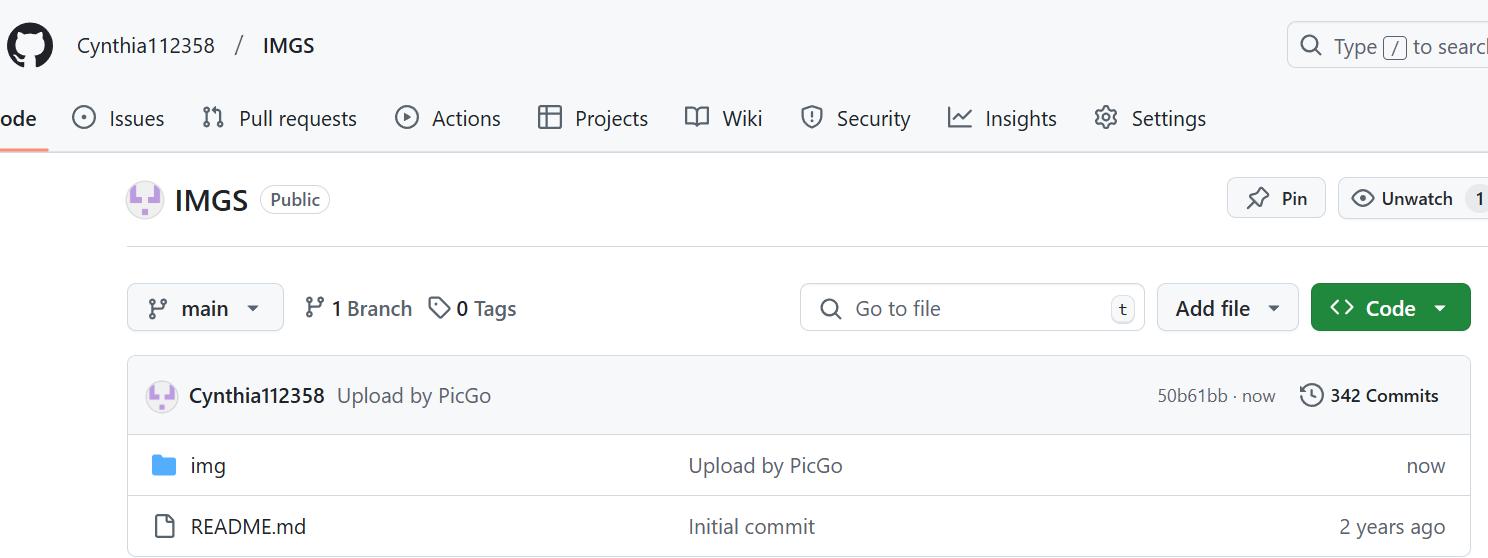 Cynthia112358 / IMGS
Type / to searc
ode Issues Pull requests Actions Projects Wiki Security Insights Settings
IMGS Public
Pin Unwatch 1
main 1 Branch 0 Tags
Go to file t Add file Code
Cynthia112358 Upload by PicGo 50b61bb · now 342 Commits
img Upload by PicGo now
README.md Initial commit 2 years ago